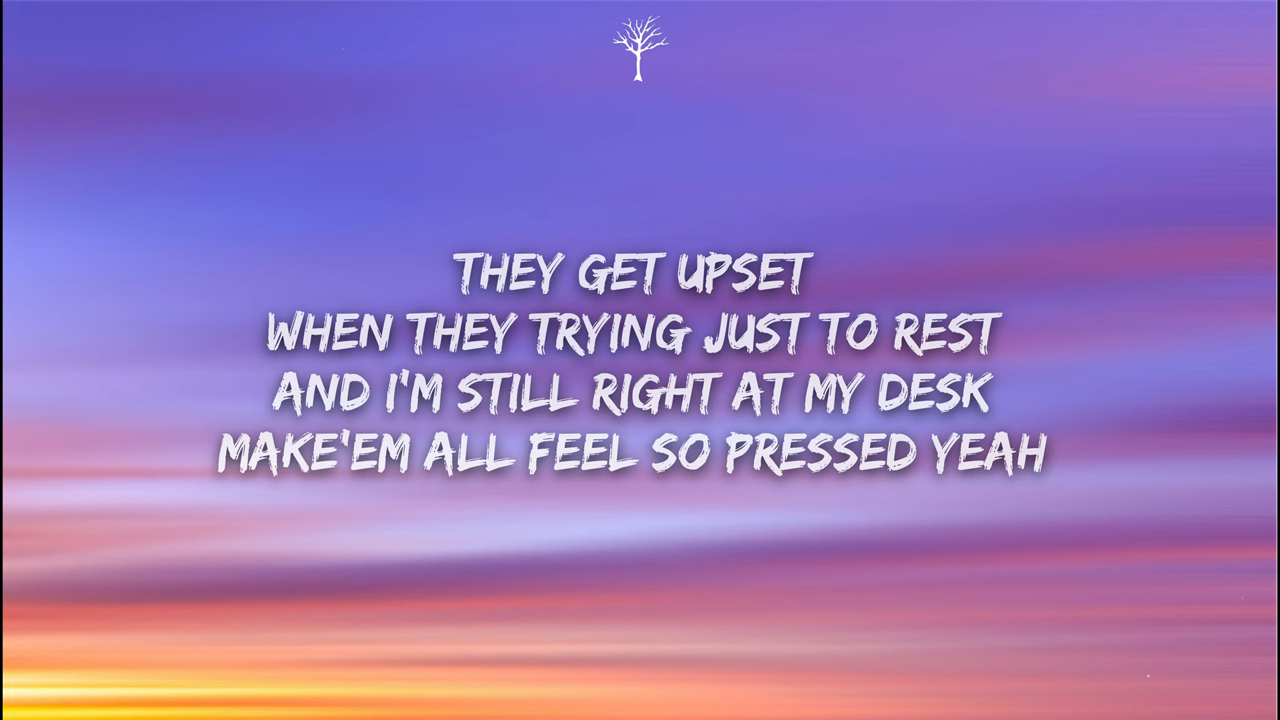 THEY GET UPSET
WHEN THEY TRYING JUST TO REST
AND I'M STILL RIGHT AT MY DESK
MAKE'EM ALL FEEL SO PRESSED YEAH